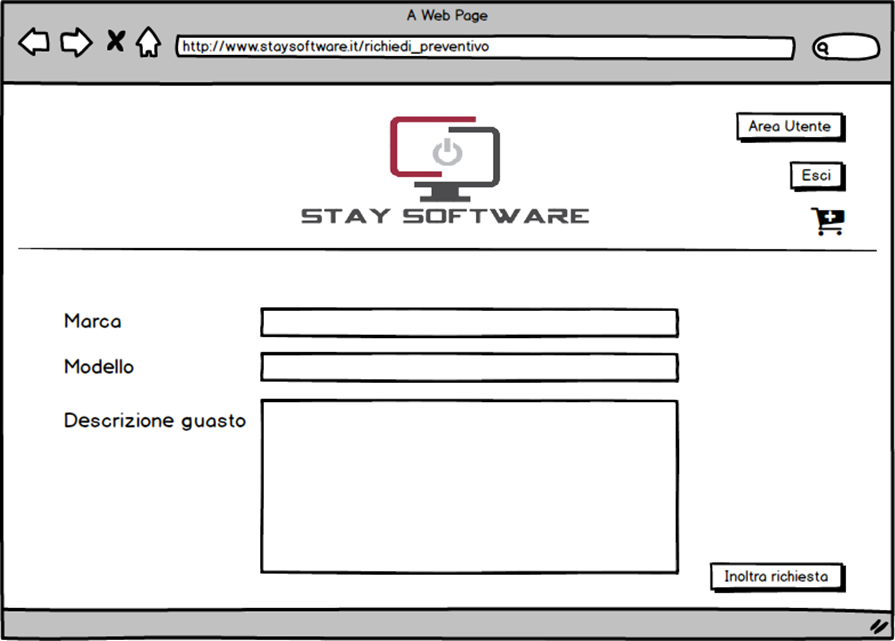 A Web Page
http://www.staysoftware.it/richiedi_preventivo
Area Utente
Esci
STAY SOFTWARE
Marca
Modello
Descrizione guasto
Inoltra richiesta